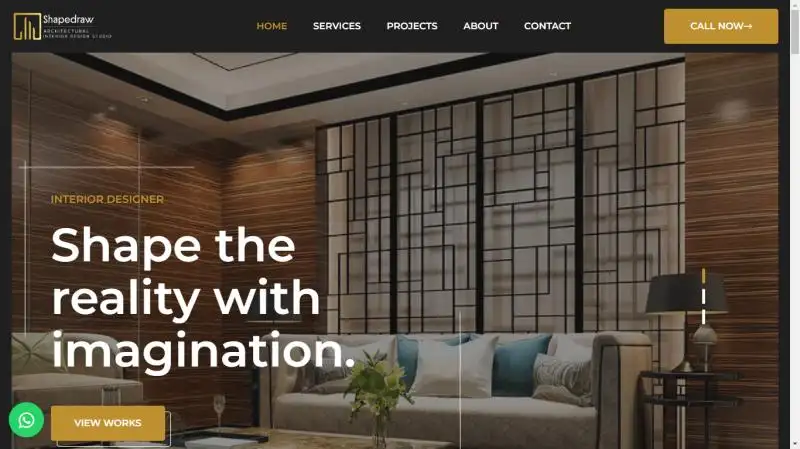 Shapedraw
ARCHITECTURAL
INTERIOR DESIGN STUDIO
HOME SERVICES PROJECTS ABOUT CONTACT
CALL NOW→
INTERIOR DESIGNER
Shape the
reality with
imagination.
VIEW WORKS